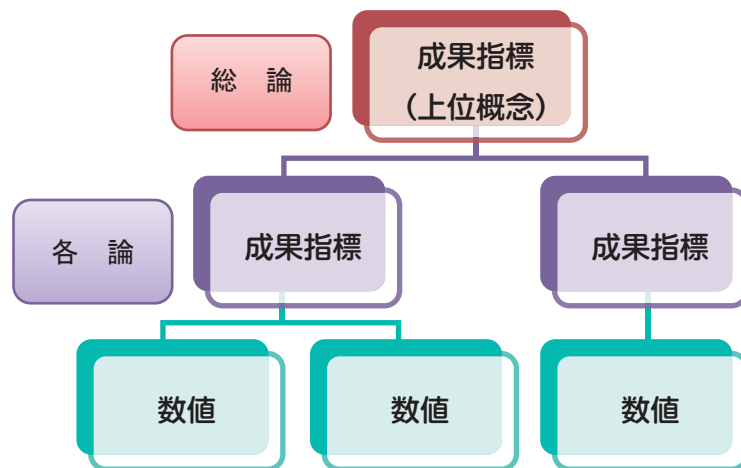 総　論
成果指標
（上位概念）
各　論
成果指標
成果指標
数値
数値
数値